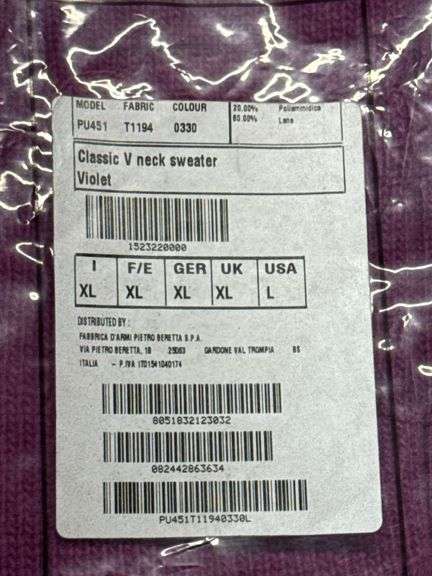 MODEL FABRIC COLOUR
PU451 T1194 0330
20.00% Poliammidica
80.00% Lana
Classic V neck sweater
Violet
1523220000
I F/E GER UK USA
XL XL XL XL L
DISTRIBUTED BY :
FABBRICA D'ARMI PIETRO BERETTA S.P.A.
VIA PIETRO BERETTA, 18 25063 GARDONE VAL TROMPIA BS
ITALIA - P.IVA IT01541040174
8051832123032
082442863634
PU451T11940330L